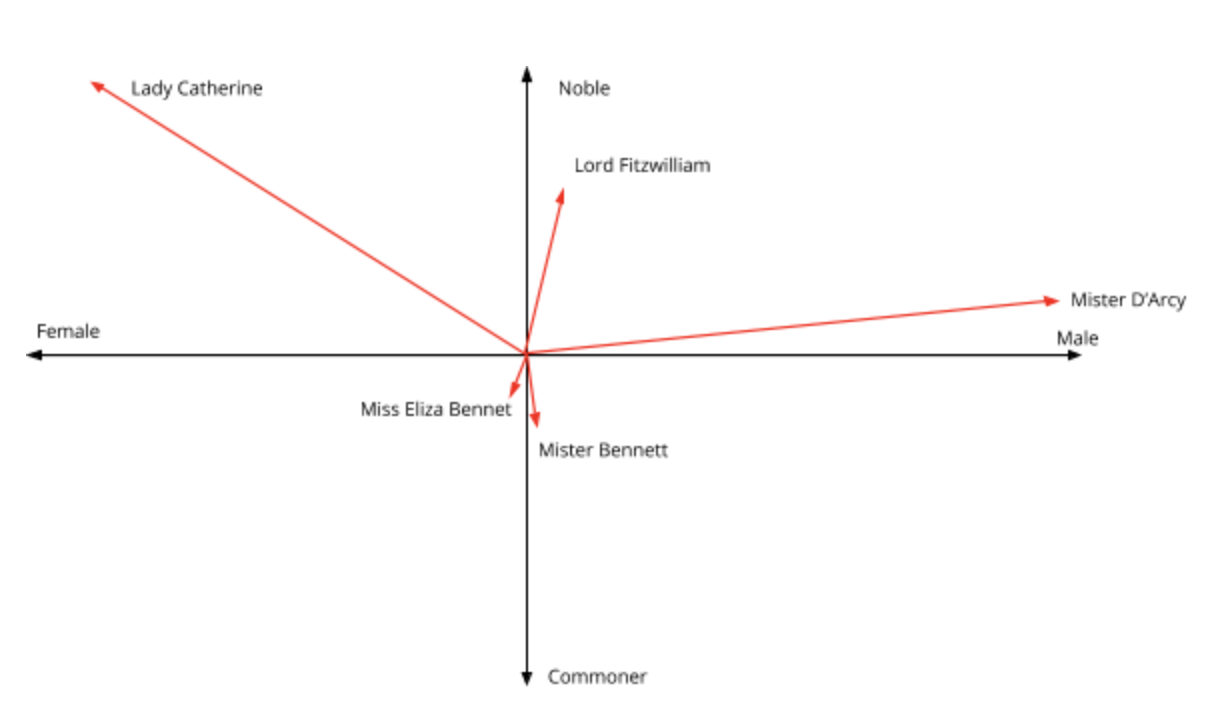 Lady Catherine
Noble
Lord Fitzwilliam
Mister D'Arcy
Female
Male
Miss Eliza Bennet
Mister Bennett
Commoner